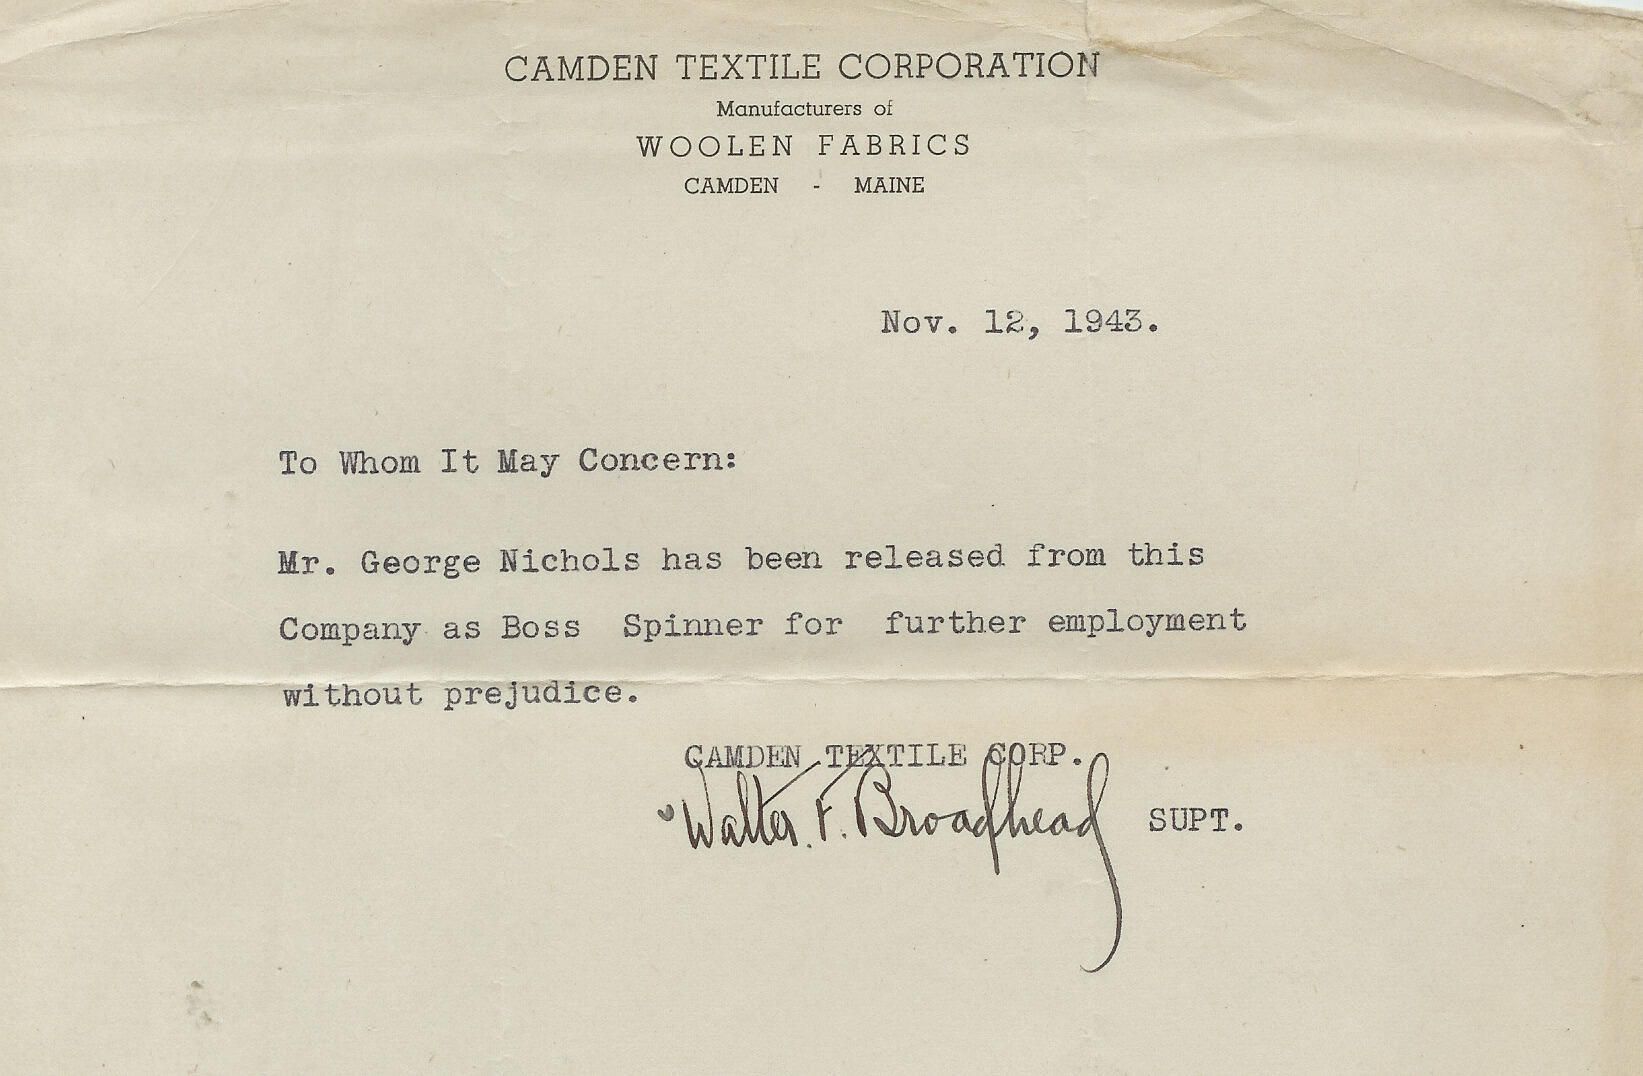 CAMDEN TEXTILE CORPORATION
Manufacturers of
WOOLEN FABRICS
CAMDEN - MAINE
Nov. 12, 1943.
To Whom It May Concern:
Mr. George Nichols has been released from this
Company as Boss Spinner for further employment
without prejudice.
CAMDEN TEXTILE CORP.
Walter. F. Broadhead SUPT.